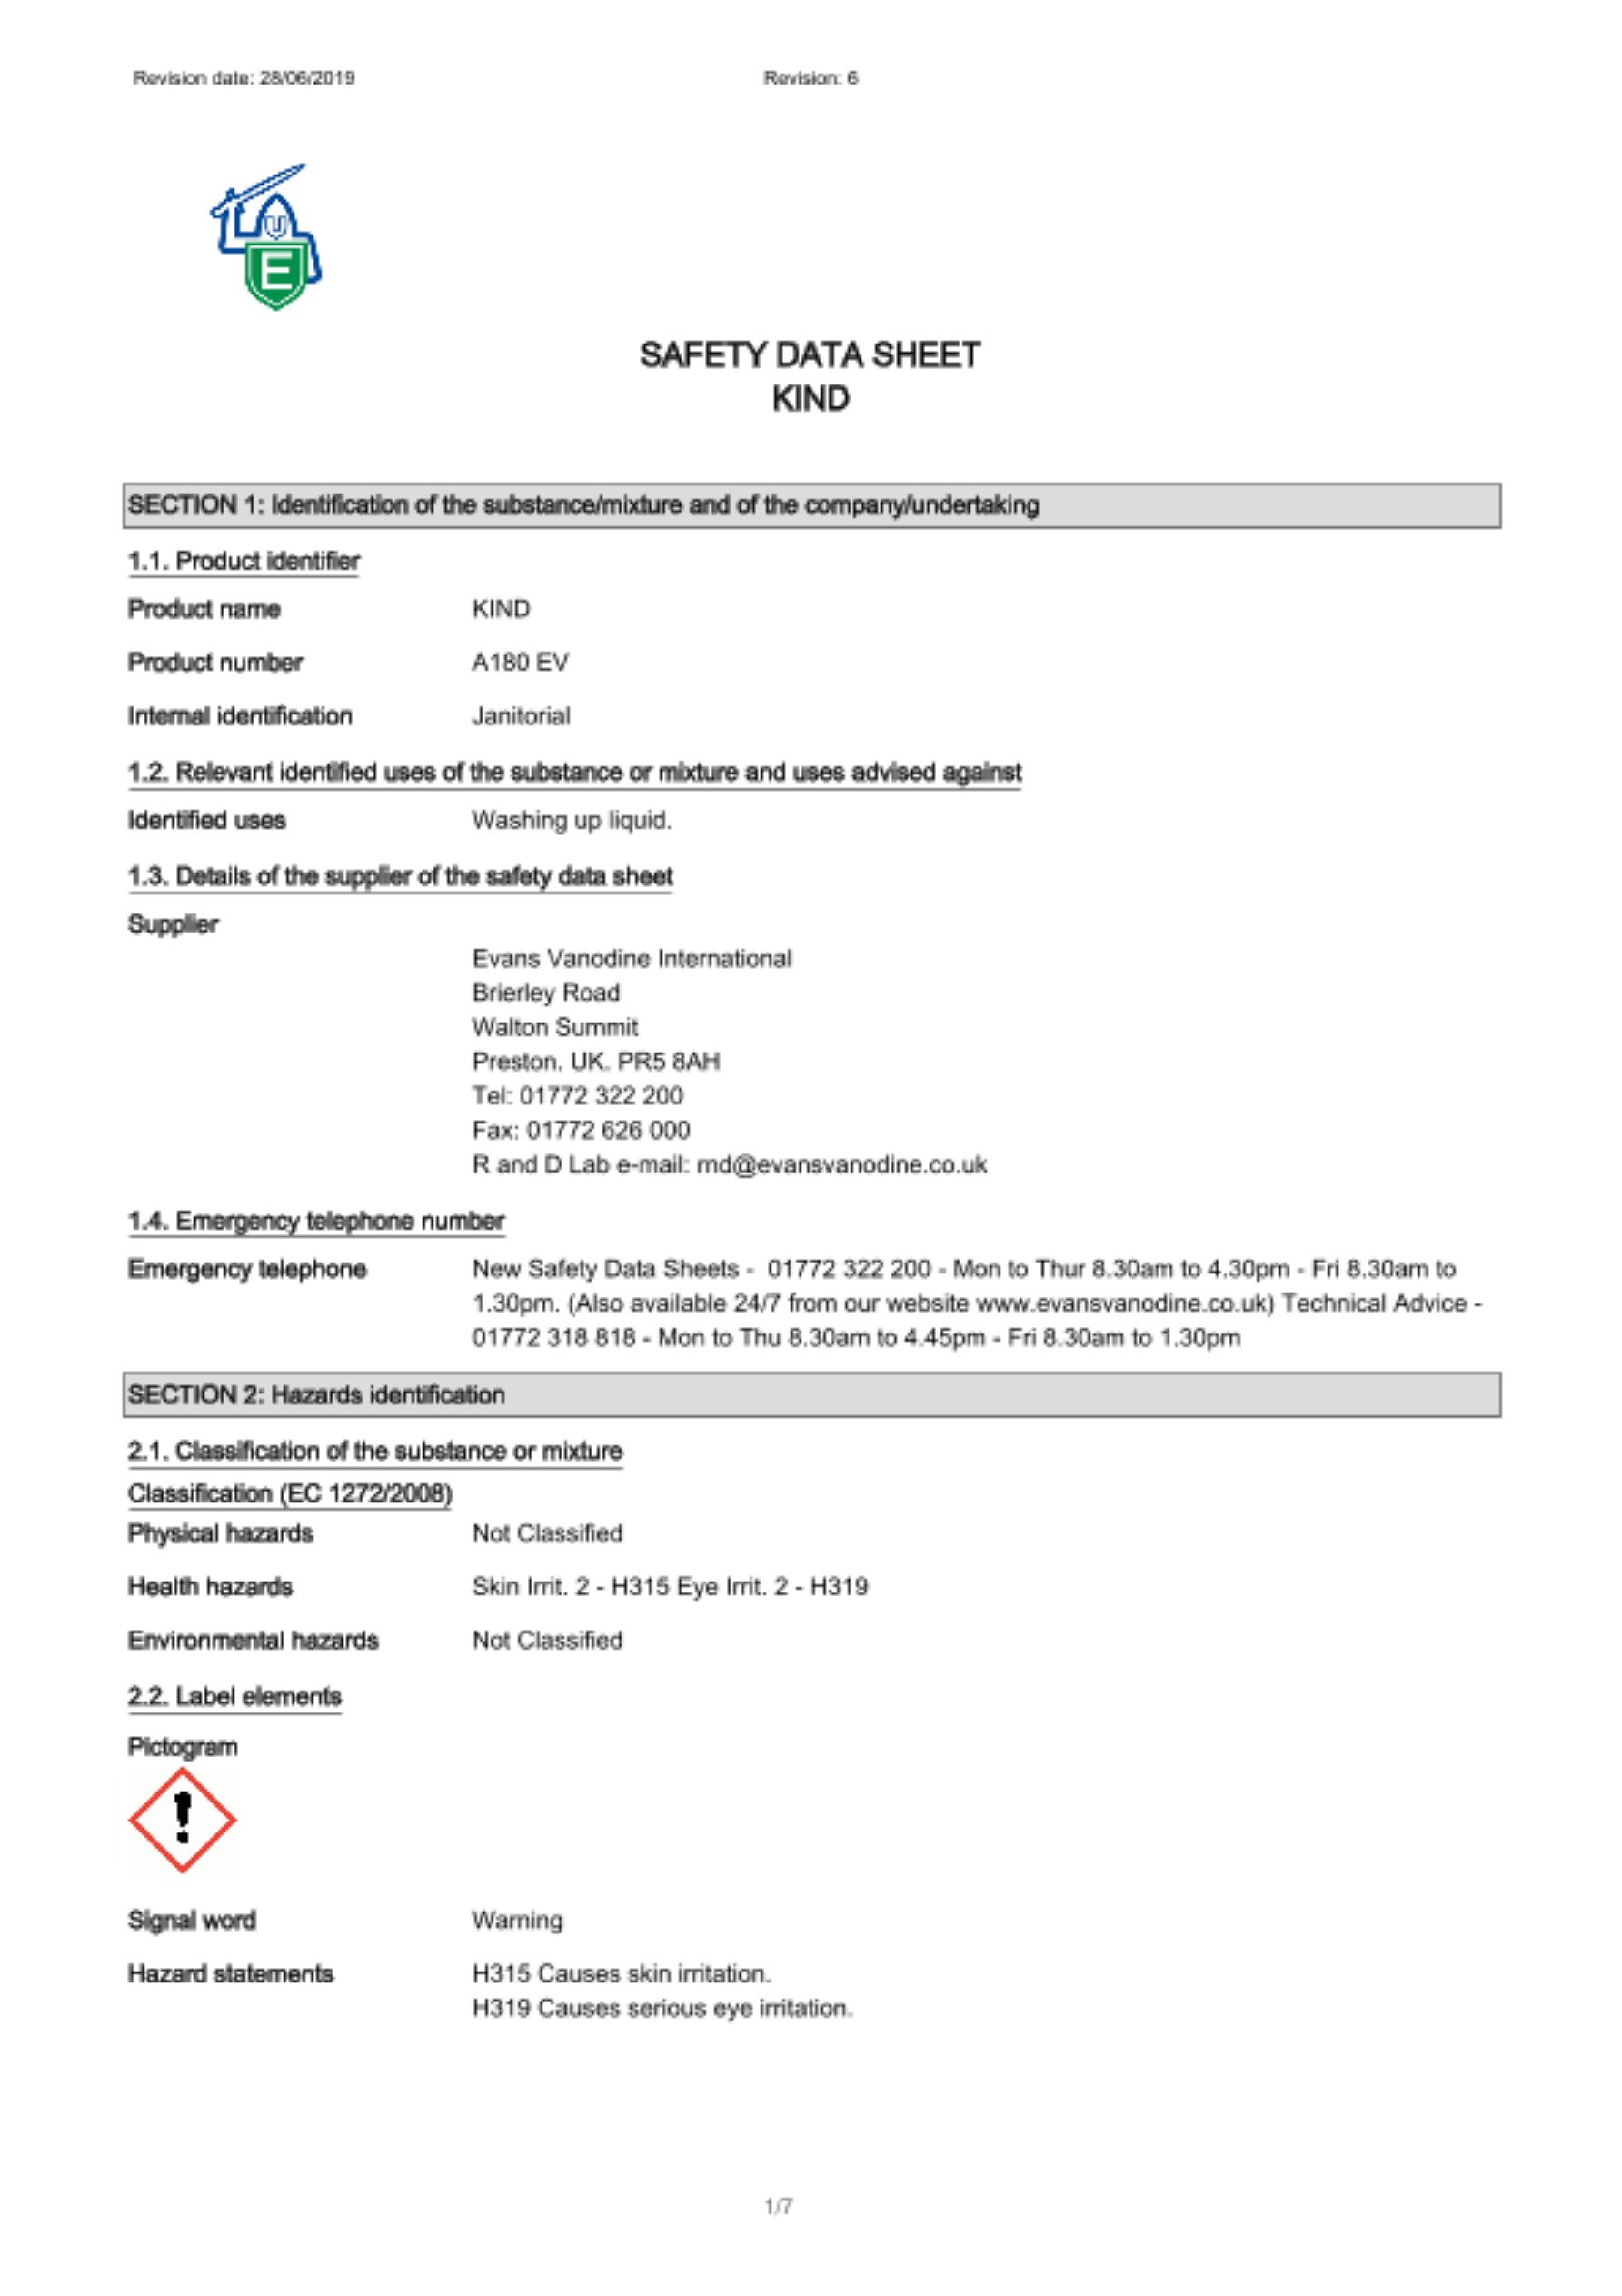 Revision date: 28/06/2019 Revision: 6
U
E
SAFETY DATA SHEET
KIND
SECTION 1: Identification of the substance/mixture and of the company/undertaking
1.1. Product identifier
Product name KIND
Product number A180 EV
Internal identification Janitorial
1.2. Relevant identified uses of the substance or mixture and uses advised against
Identified uses Washing up liquid.
1.3. Details of the supplier of the safety data sheet
Supplier
Evans Vanodine International
Brierley Road
Walton Summit
Preston. UK. PR5 8AH
Tel: 01772 322 200
Fax: 01772 626 000
R and D Lab e-mail: rnd@evansvanodine.co.uk
1.4. Emergency telephone number
Emergency telephone New Safety Data Sheets - 01772 322 200 - Mon to Thur 8.30am to 4.30pm - Fri 8.30am to
1.30pm. (Also available 24/7 from our website www.evansvanodine.co.uk) Technical Advice -
01772 318 818 - Mon to Thu 8.30am to 4.45pm - Fri 8.30am to 1.30pm
SECTION 2: Hazards identification
2.1. Classification of the substance or mixture
Classification (EC 1272/2008)
Physical hazards Not Classified
Health hazards Skin Irrit. 2 - H315 Eye Irrit. 2 - H319
Environmental hazards Not Classified
2.2. Label elements
Pictogram
!
Signal word Warning
Hazard statements H315 Causes skin irritation.
H319 Causes serious eye irritation.
1/7